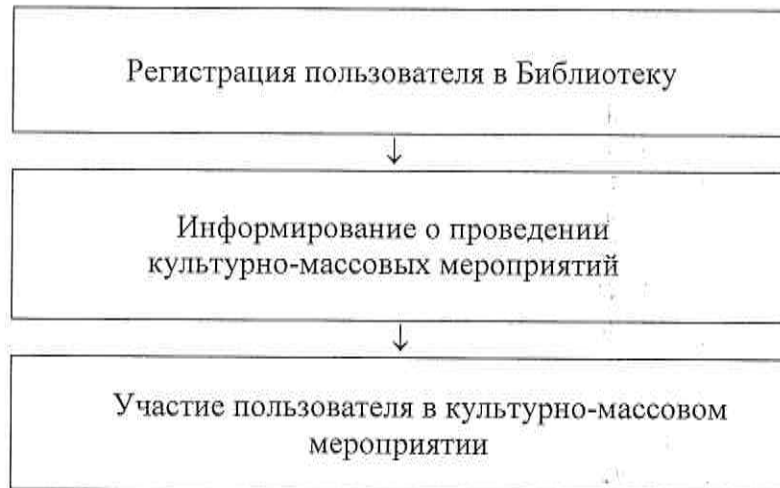 Регистрация пользователя в Библиотеку
↓
Информирование о проведении
культурно-массовых мероприятий
↓
Участие пользователя в культурно-массовом
мероприятии